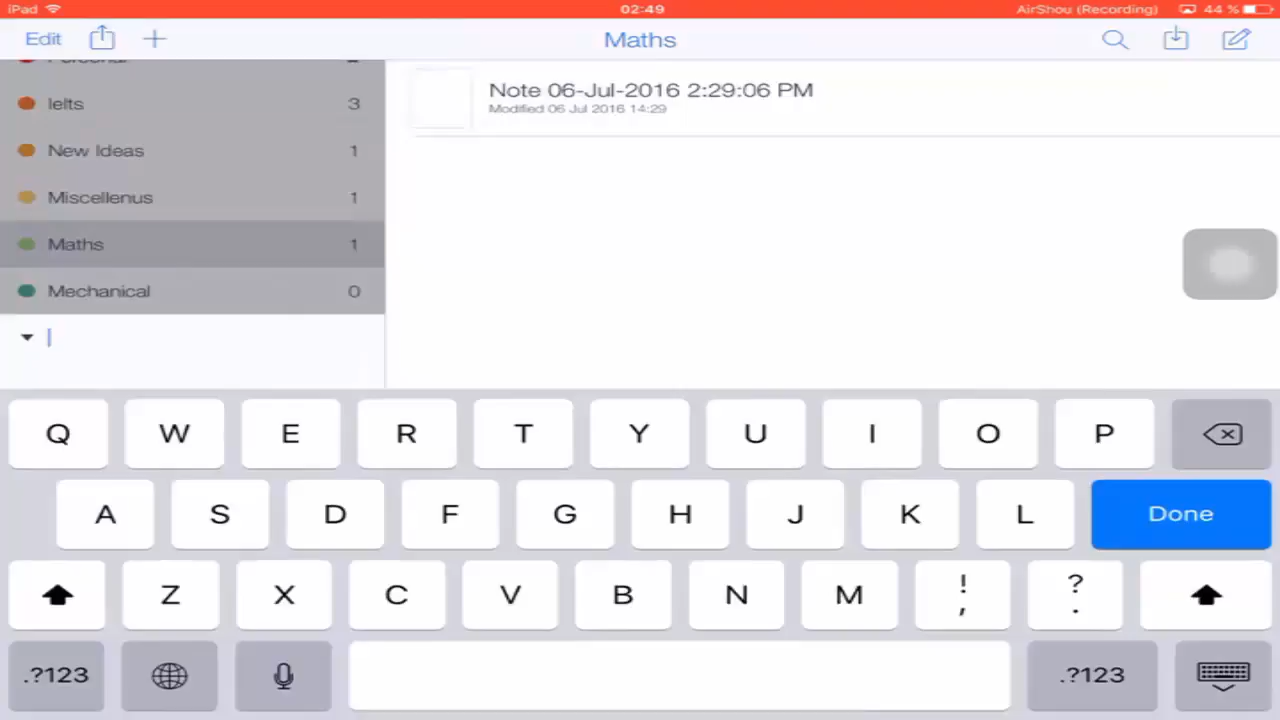 iPad 02:49 AirShou (Recording) 44 %
Edit Maths
Personal
Ielts 3
New Ideas 1
Miscellenus 1
Maths 1
Mechanical 0
Note 06-Jul-2016 2:29:06 PM
Modified 06 Jul 2016 14:29
Q W E R T Y U I O P
A S D F G H J K L Done
Z X C V B N M ! , ? .
.?123 .?123